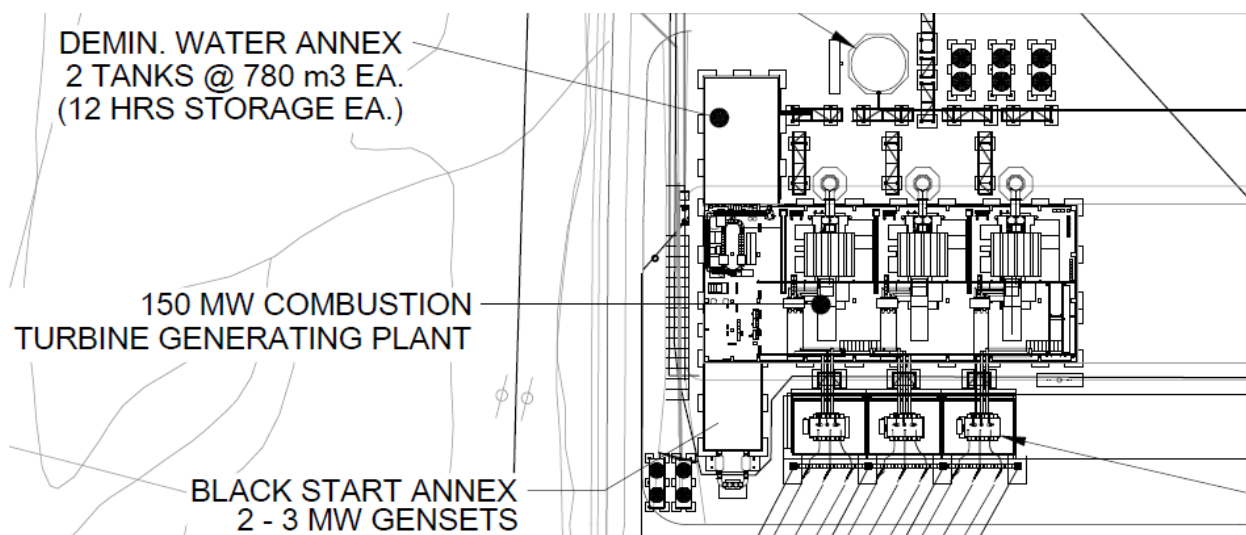 DEMIN. WATER ANNEX
2 TANKS @ 780 m3 EA.
(12 HRS STORAGE EA.)
150 MW COMBUSTION
TURBINE GENERATING PLANT
BLACK START ANNEX
2 - 3 MW GENSETS